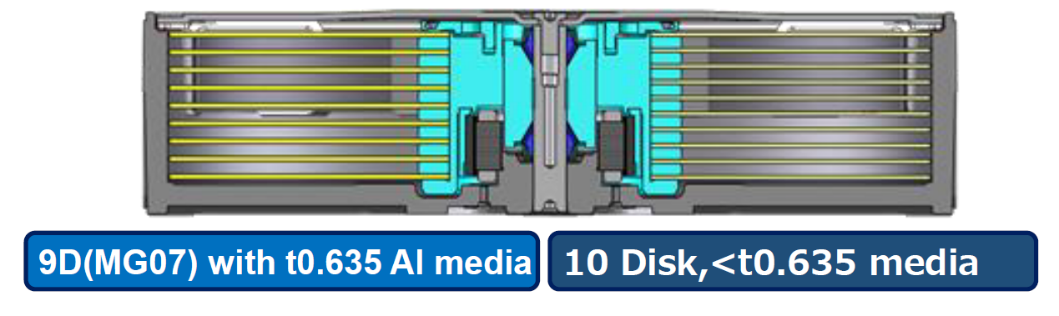 9D(MG07) with t0.635 Al media
10 Disk,<t0.635 media